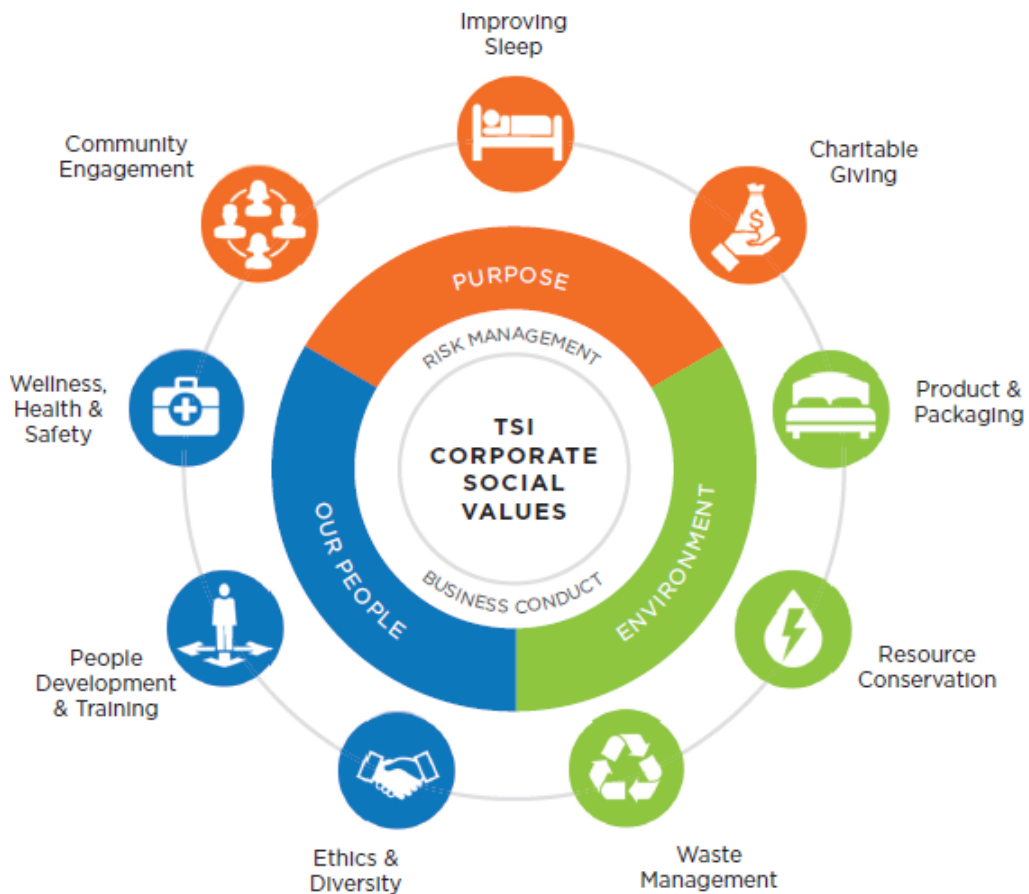 Improving
Sleep
Community
Engagement
Charitable
Giving
PURPOSE
RISK MANAGEMENT
Wellness,
Health &
Safety
Product &
Packaging
TSI
CORPORATE
SOCIAL
VALUES
OUR PEOPLE
ENVIRONMENT
BUSINESS CONDUCT
$
People
Development
& Training
Resource
Conservation
Ethics &
Diversity
Waste
Management